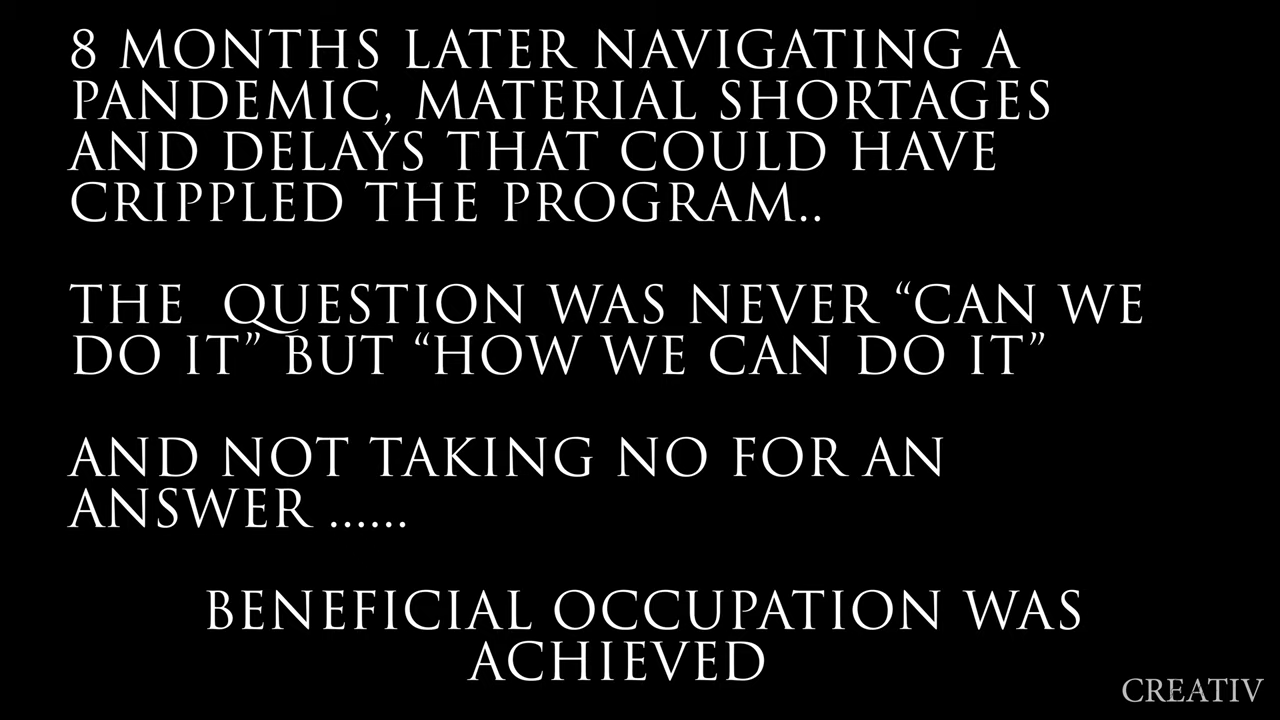 8 MONTHS LATER NAVIGATING A
PANDEMIC, MATERIAL SHORTAGES
AND DELAYS THAT COULD HAVE
CRIPPLED THE PROGRAM..
THE  QUESTION WAS NEVER “CAN WE
DO IT” BUT “HOW WE CAN DO IT”
AND NOT TAKING NO FOR AN
ANSWER ......
BENEFICIAL OCCUPATION WAS
ACHIEVED
CREATIV